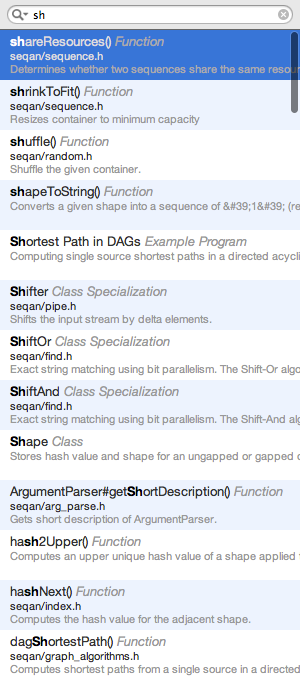 sh
shareResources() Function
seqan/sequence.h
Determines whether two sequences share the same resour
shrinkToFit() Function
seqan/sequence.h
Resizes container to minimum capacity
shuffle() Function
seqan/random.h
Shuffle the given container.
shapeToString() Function
Converts a given shape into a sequence of &#39;1&#39; (re
Shortest Path in DAGs Example Program
Computing single source shortest paths in a directed acycli
Shifter Class Specialization
seqan/pipe.h
Shifts the input stream by delta elements.
ShiftOr Class Specialization
seqan/find.h
Exact string matching using bit parallelism. The Shift-Or algo
ShiftAnd Class Specialization
seqan/find.h
Exact string matching using bit parallelism. The Shift-And alg
Shape Class
Stores hash value and shape for an ungapped or gapped q
ArgumentParser#getShortDescription() Function
seqan/arg_parse.h
Gets short description of ArgumentParser.
hash2Upper() Function
Computes an upper unique hash value of a shape applied
hashNext() Function
seqan/index.h
Computes the hash value for the adjacent shape.
dagShortestPath() Function
seqan/graph_algorithms.h
Computes shortest paths from a single source in a directed